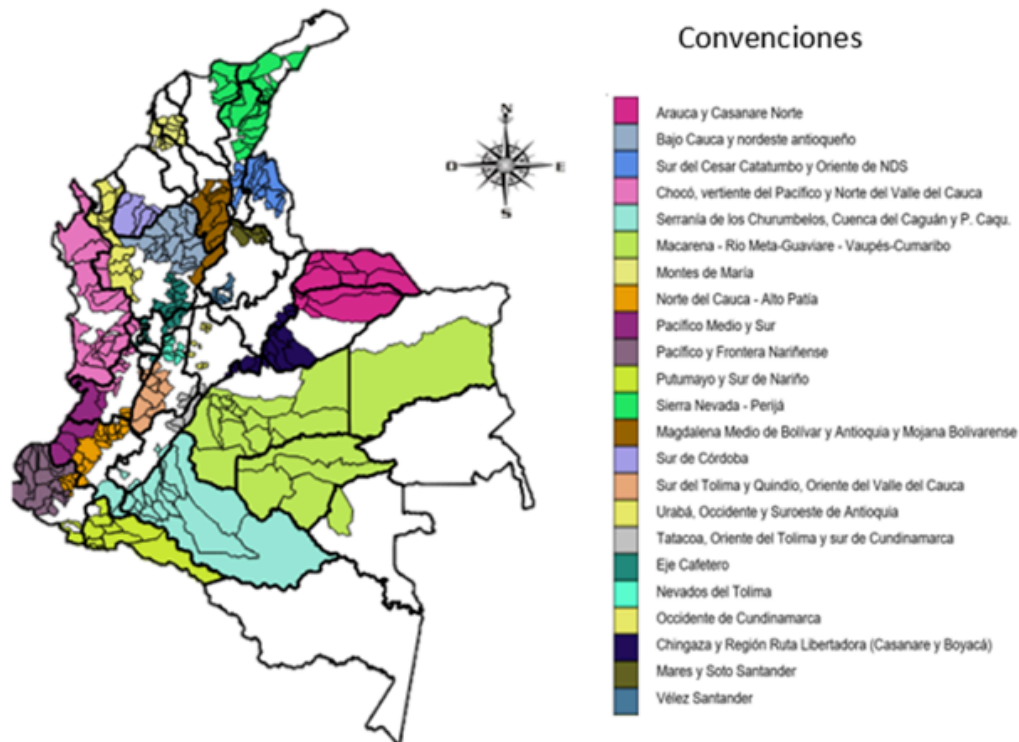 Convenciones
N
O
E
S
Arauca y Casanare Norte
Bajo Cauca y nordeste antioqueño
Sur del Cesar Catatumbo y Oriente de NDS
Chocó, vertiente del Pacífico y Norte del Valle del Cauca
Serranía de los Churumbelos, Cuenca del Caguán y P. Caqu.
Macarena - Rio Meta-Guaviare - Vaupés-Cumaribo
Montes de María
Norte del Cauca - Alto Patía
Pacífico Medio y Sur
Pacífico y Frontera Nariñense
Putumayo y Sur de Nariño
Sierra Nevada - Perijá
Magdalena Medio de Bolívar y Antioquia y Mojana Bolivarense
Sur de Córdoba
Sur del Tolima y Quindío, Oriente del Valle del Cauca
Urabá, Occidente y Suroeste de Antioquia
Tatacoa, Oriente del Tolima y sur de Cundinamarca
Eje Cafetero
Nevados del Tolima
Occidente de Cundinamarca
Chingaza y Región Ruta Libertadora (Casanare y Boyacá)
Mares y Soto Santander
Vélez Santander